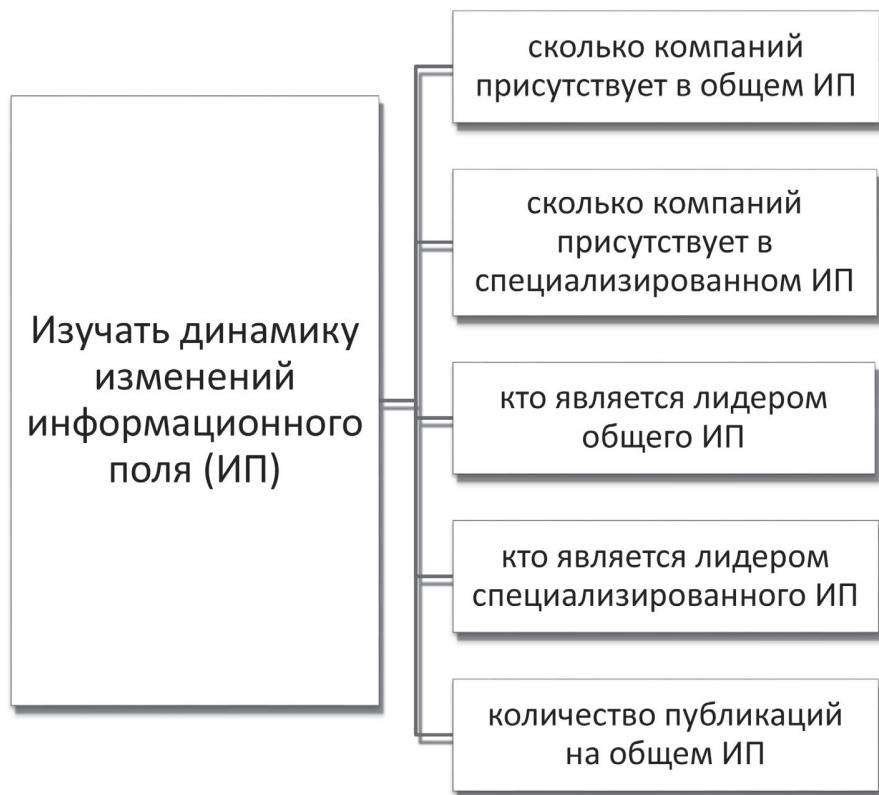 Изучать динамику
изменений
информационного
поля (ИП)
сколько компаний
присутствует в общем ИП
сколько компаний
присутствует в
специализированном ИП
кто является лидером
общего ИП
кто является лидером
специализированного ИП
количество публикаций
на общем ИП